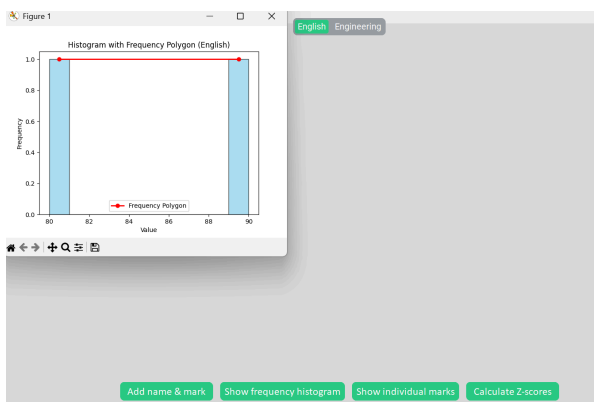 Figure 1
English Engineering
Histogram with Frequency Polygon (English)
1.0
0.8
0.6
0.4
0.2
0.0
Frequency
Frequency Polygon
80 82 84 86 88 90
Value
Add name & mark Show frequency histogram Show individual marks Calculate Z-scores